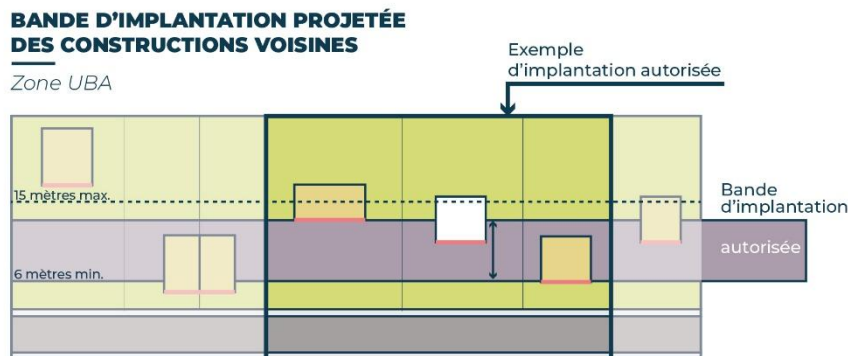 BANDE D’IMPLANTATION PROJETÉE
DES CONSTRUCTIONS VOISINES
Zone UBA
Exemple
d’implantation autorisée
15 mètres max.
Bande
d’implantation
autorisée
6 mètres min.